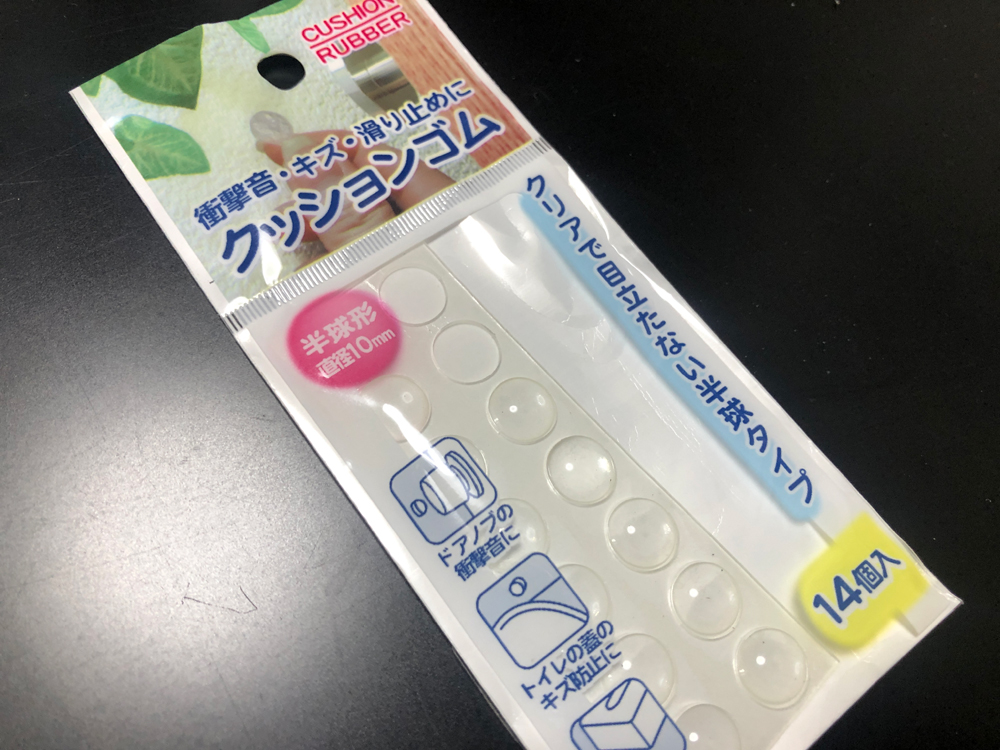 CUSHION
RUBBER
衝撃音・キズ・滑り止めに
クッションゴム
クリアで目立たない半球タイプ
半球形
直径10mm
ドアノブの
衝撃音に
トイレの蓋の
キズ防止に
14個入